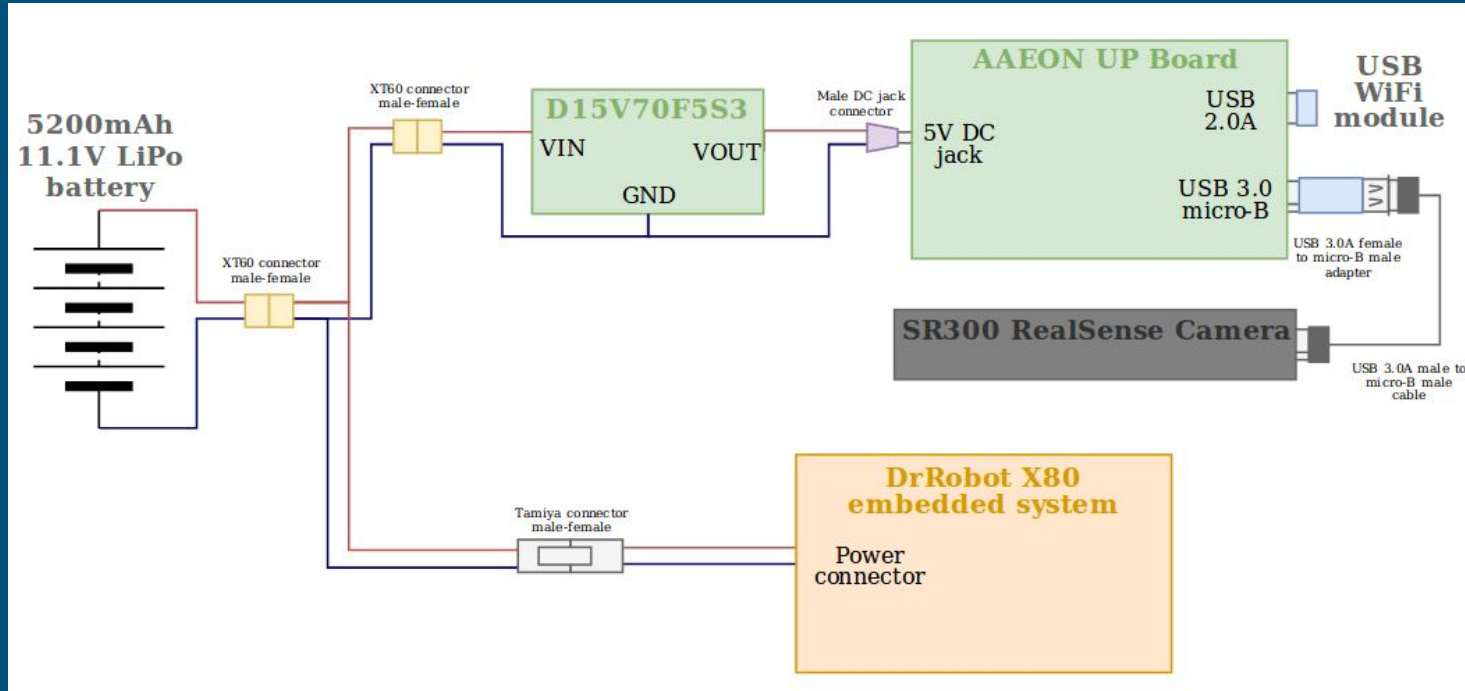 5200mAh
11.1V LiPo
battery
XT60 connector
male-female
XT60 connector
male-female
D15V70F5S3
VIN
VOUT
GND
Male DC jack
connector
AAEON UP Board
5V DC
jack
USB
2.0A
USB 3.0
micro-B
USB
WiFi
module
USB 3.0A female
to micro-B male
adapter
SR300 RealSense Camera
USB 3.0A male to
micro-B male
cable
Tamiya connector
male-female
DrRobot X80
embedded system
Power
connector